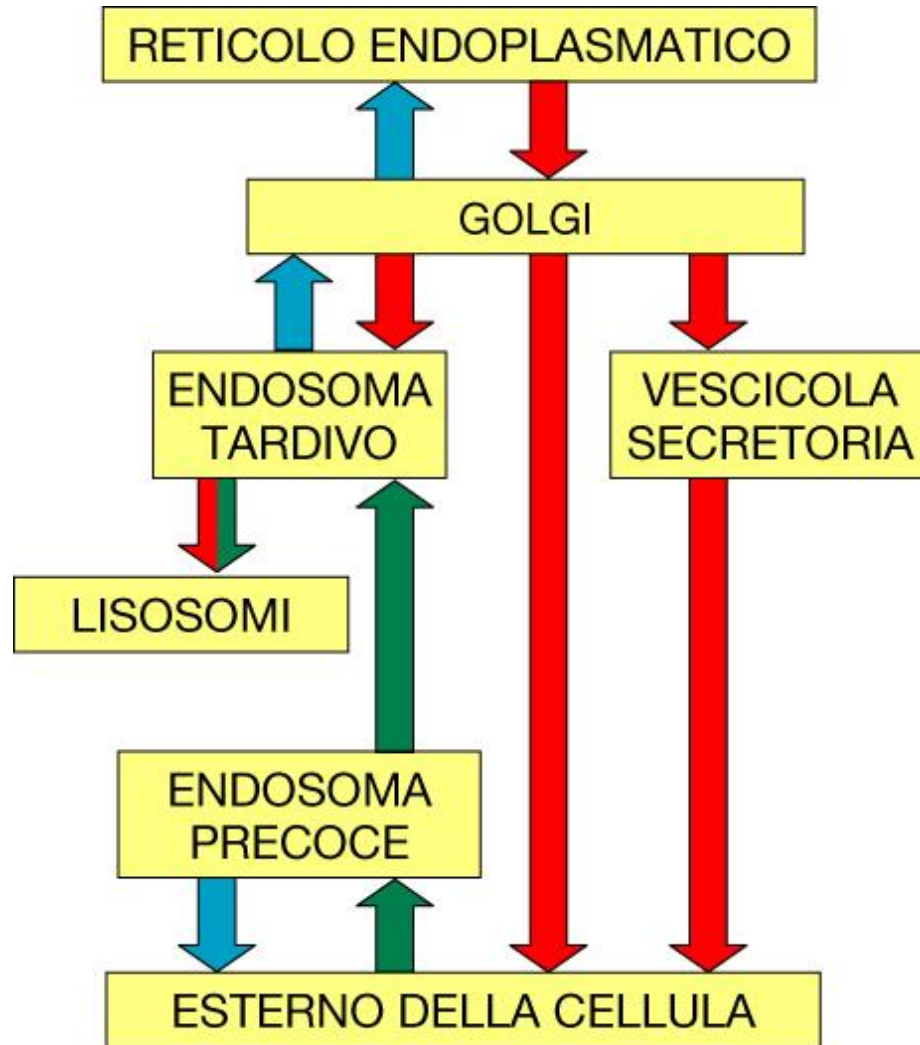 RETICOLO ENDOPLASMATICO
GOLGI
ENDOSOMA
TARDIVO
VESCICOLA
SECRETORIA
LISOSOMI
ENDOSOMA
PRECOCE
ESTERNO DELLA CELLULA